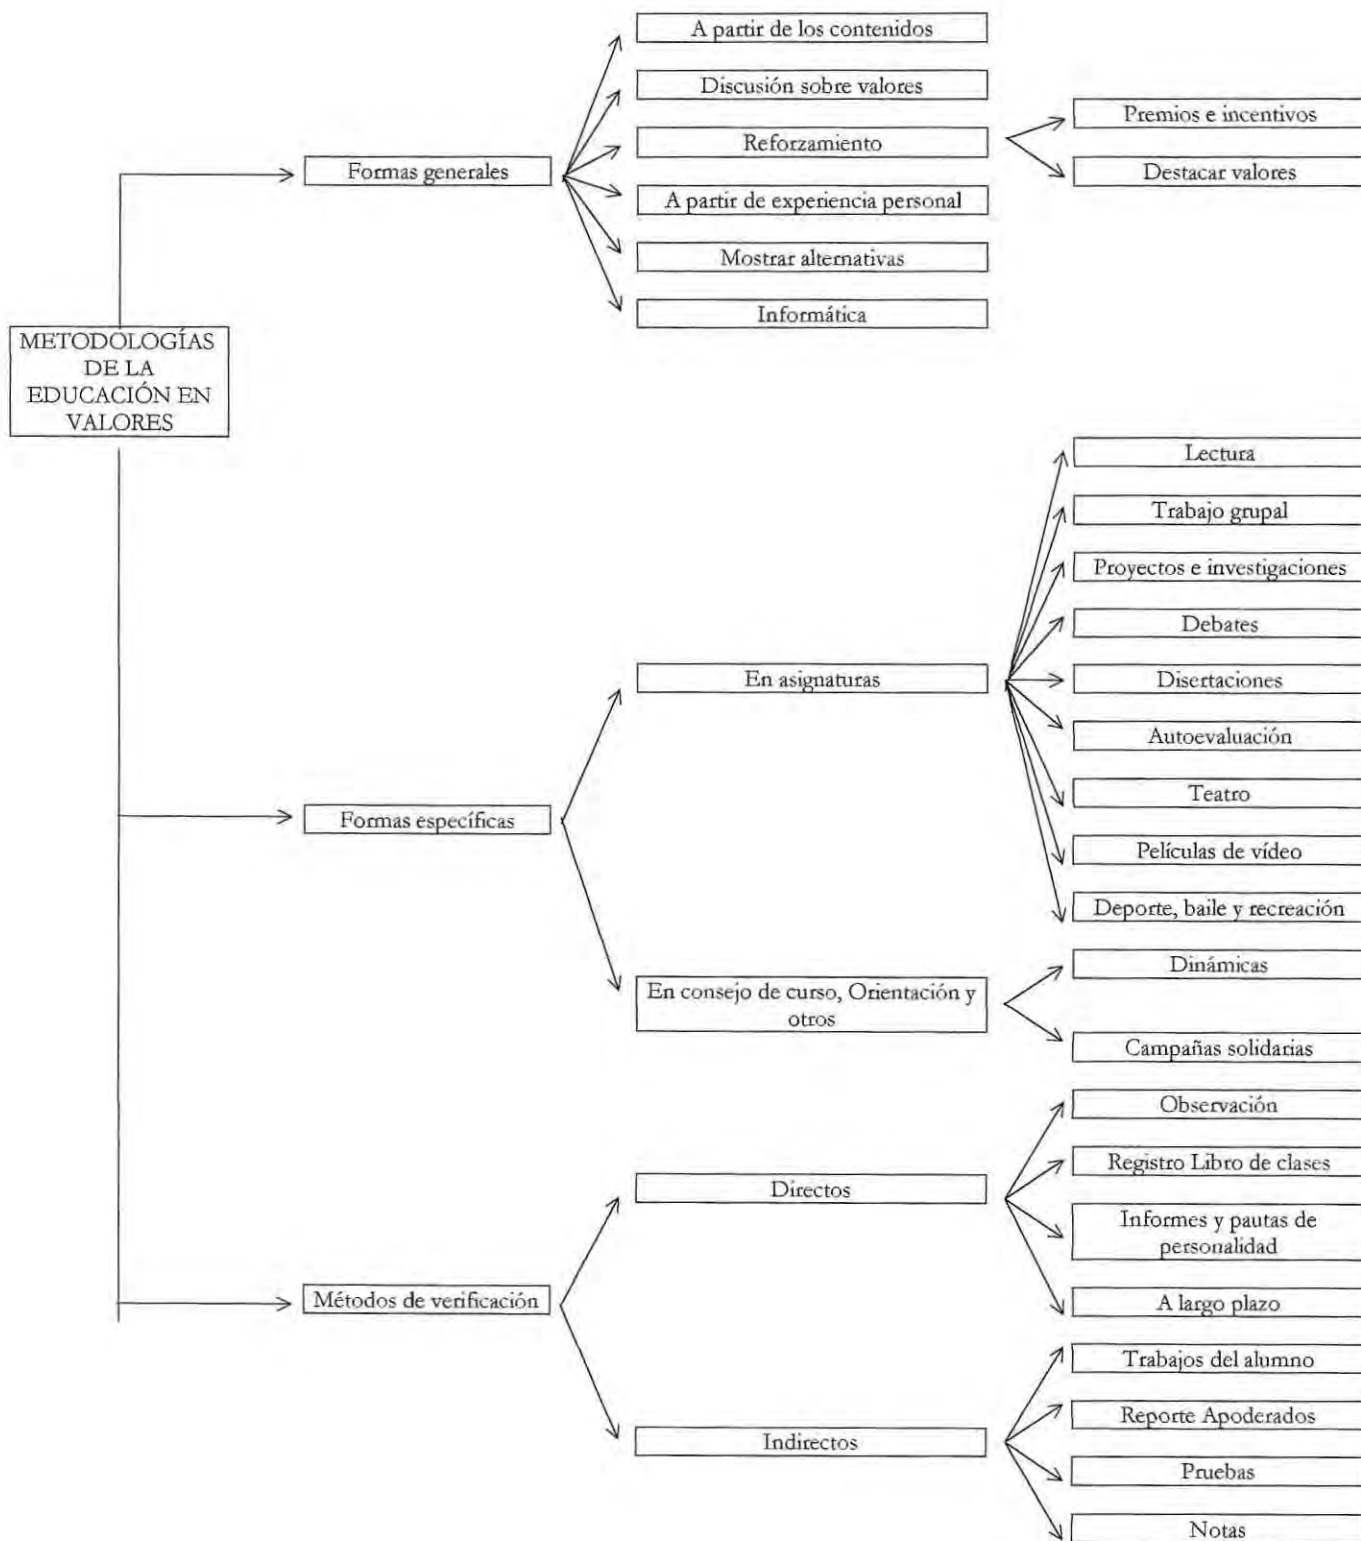 A partir de los contenidos
Discusión sobre valores
Premios e incentivos
Reforzamiento
Formas generales
Destacar valores
A partir de experiencia personal
Mostrar alternativas
Informática
METODOLOGÍAS
DE LA
EDUCACIÓN EN
VALORES
Lectura
Trabajo grupal
Proyectos e investigaciones
Debates
En asignaturas
Disertaciones
Autoevaluación
Teatro
Formas específicas
Películas de vídeo
Deporte, baile y recreación
Dinámicas
En consejo de curso, Orientación y
otros
Campañas solidarias
Observación
Registro Libro de clases
Directos
Informes y pautas de
personalidad
Métodos de verificación
A largo plazo
Trabajos del alumno
Reporte Apoderados
Indirectos
Pruebas
Notas